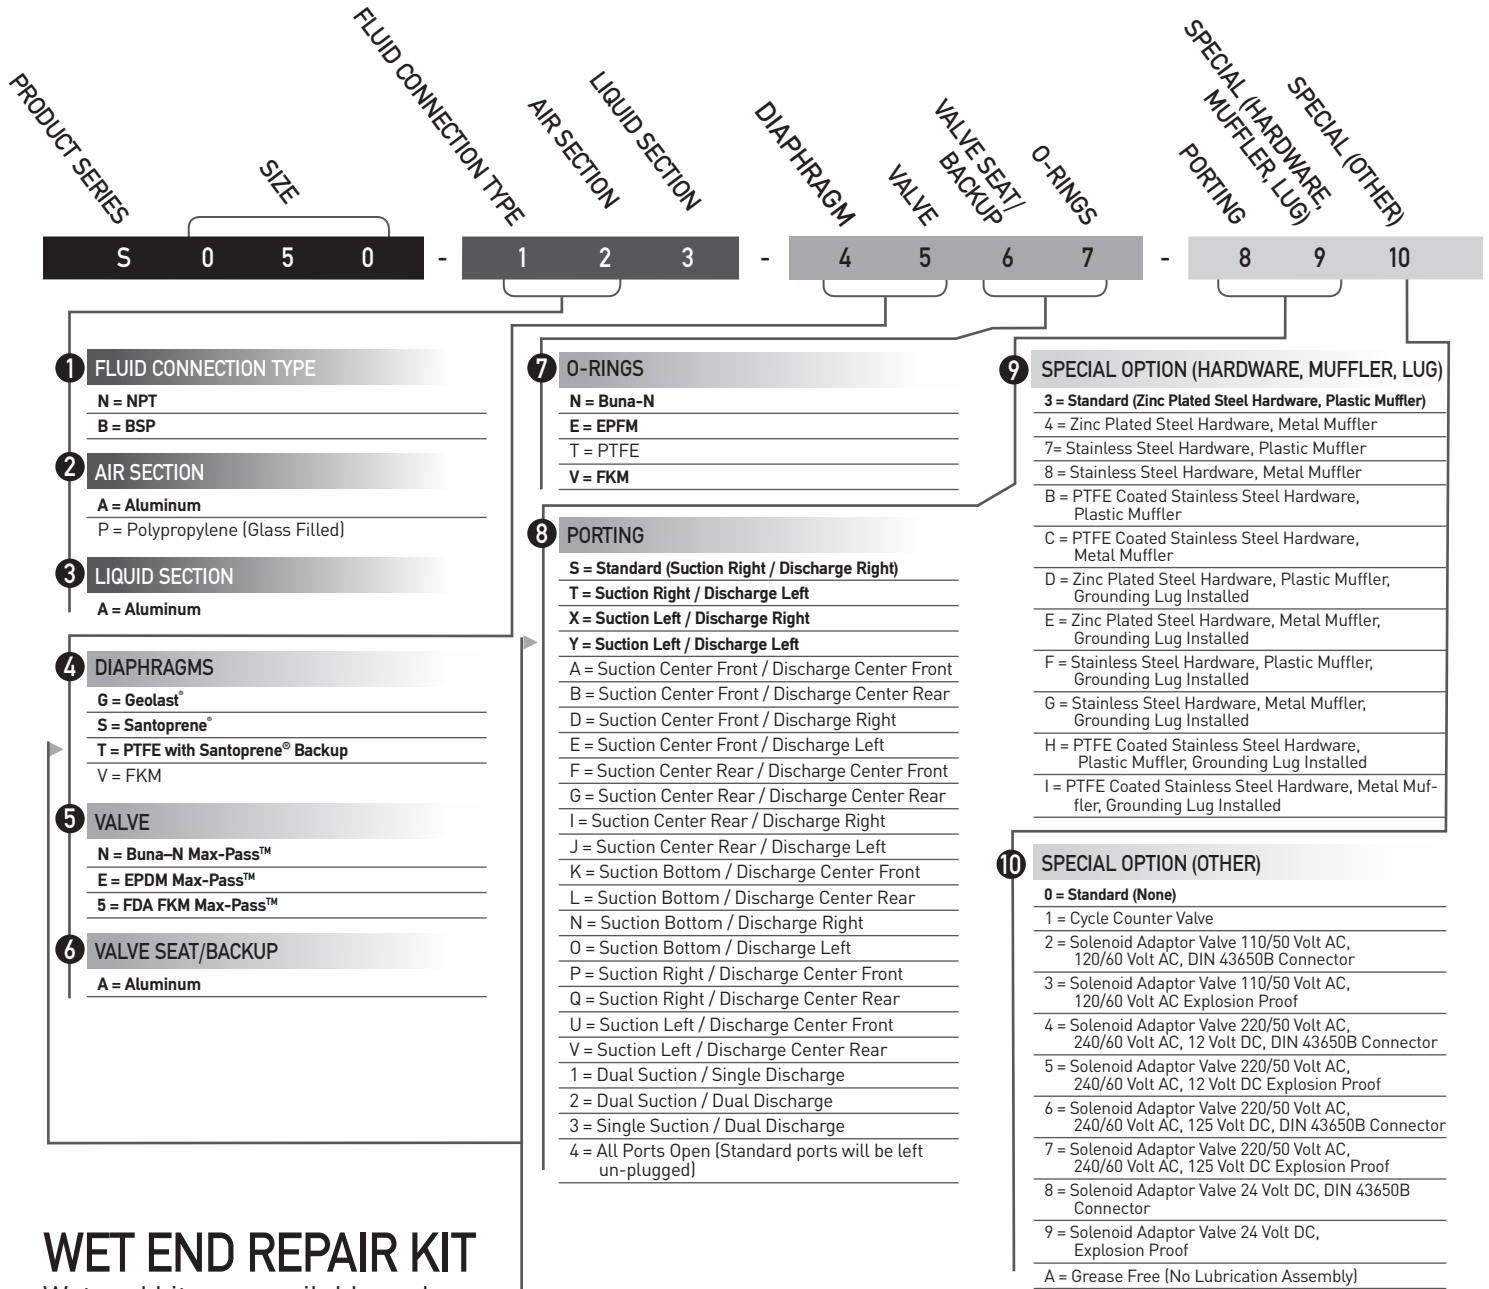 PRODUCT SERIES
SIZE
FLUID CONNECTION TYPE
AIR SECTION
LIQUID SECTION
DIAPHRAGM
VALVE
VALVE SEAT/
BACKUP
O-RINGS
PORTING
SPECIAL (HARDWARE,
MUFFLER, LUG)
SPECIAL (OTHER)
S 0 5 0 - 1 2 3 - 4 5 6 7 - 8 9 10
1 FLUID CONNECTION TYPE
N = NPT
B = BSP
2 AIR SECTION
A = Aluminum
P = Polypropylene (Glass Filled)
3 LIQUID SECTION
A = Aluminum
4 DIAPHRAGMS
G = Geolast®
S = Santoprene®
T = PTFE with Santoprene® Backup
V = FKM
5 VALVE
N = Buna–N Max-Pass™
E = EPDM Max-Pass™
5 = FDA FKM Max-Pass™
6 VALVE SEAT/BACKUP
A = Aluminum
7 O-RINGS
N = Buna-N
E = EPFM
T = PTFE
V = FKM
8 PORTING
S = Standard (Suction Right / Discharge Right)
T = Suction Right / Discharge Left
X = Suction Left / Discharge Right
Y = Suction Left / Discharge Left
A = Suction Center Front / Discharge Center Front
B = Suction Center Front / Discharge Center Rear
D = Suction Center Front / Discharge Right
E = Suction Center Front / Discharge Left
F = Suction Center Rear / Discharge Center Front
G = Suction Center Rear / Discharge Center Rear
I = Suction Center Rear / Discharge Right
J = Suction Center Rear / Discharge Left
K = Suction Bottom / Discharge Center Front
L = Suction Bottom / Discharge Center Rear
N = Suction Bottom / Discharge Right
O = Suction Bottom / Discharge Left
P = Suction Right / Discharge Center Front
Q = Suction Right / Discharge Center Rear
U = Suction Left / Discharge Center Front
V = Suction Left / Discharge Center Rear
1 = Dual Suction / Single Discharge
2 = Dual Suction / Dual Discharge
3 = Single Suction / Dual Discharge
4 = All Ports Open (Standard ports will be left
un-plugged)
9 SPECIAL OPTION (HARDWARE, MUFFLER, LUG)
3 = Standard (Zinc Plated Steel Hardware, Plastic Muffler)
4 = Zinc Plated Steel Hardware, Metal Muffler
7= Stainless Steel Hardware, Plastic Muffler
8 = Stainless Steel Hardware, Metal Muffler
B = PTFE Coated Stainless Steel Hardware,
Plastic Muffler
C = PTFE Coated Stainless Steel Hardware,
Metal Muffler
D = Zinc Plated Steel Hardware, Plastic Muffler,
Grounding Lug Installed
E = Zinc Plated Steel Hardware, Metal Muffler,
Grounding Lug Installed
F = Stainless Steel Hardware, Plastic Muffler,
Grounding Lug Installed
G = Stainless Steel Hardware, Metal Muffler,
Grounding Lug Installed
H = PTFE Coated Stainless Steel Hardware,
Plastic Muffler, Grounding Lug Installed
I = PTFE Coated Stainless Steel Hardware, Metal Muf-
fler, Grounding Lug Installed
10 SPECIAL OPTION (OTHER)
0 = Standard (None)
1 = Cycle Counter Valve
2 = Solenoid Adaptor Valve 110/50 Volt AC,
120/60 Volt AC, DIN 43650B Connector
3 = Solenoid Adaptor Valve 110/50 Volt AC,
120/60 Volt AC Explosion Proof
4 = Solenoid Adaptor Valve 220/50 Volt AC,
240/60 Volt AC, 12 Volt DC, DIN 43650B Connector
5 = Solenoid Adaptor Valve 220/50 Volt AC,
240/60 Volt AC, 12 Volt DC Explosion Proof
6 = Solenoid Adaptor Valve 220/50 Volt AC,
240/60 Volt AC, 125 Volt DC, DIN 43650B Connector
7 = Solenoid Adaptor Valve 220/50 Volt AC,
240/60 Volt AC, 125 Volt DC Explosion Proof
8 = Solenoid Adaptor Valve 24 Volt DC, DIN 43650B
Connector
9 = Solenoid Adaptor Valve 24 Volt DC,
Explosion Proof
A = Grease Free (No Lubrication Assembly)
WET END REPAIR KIT